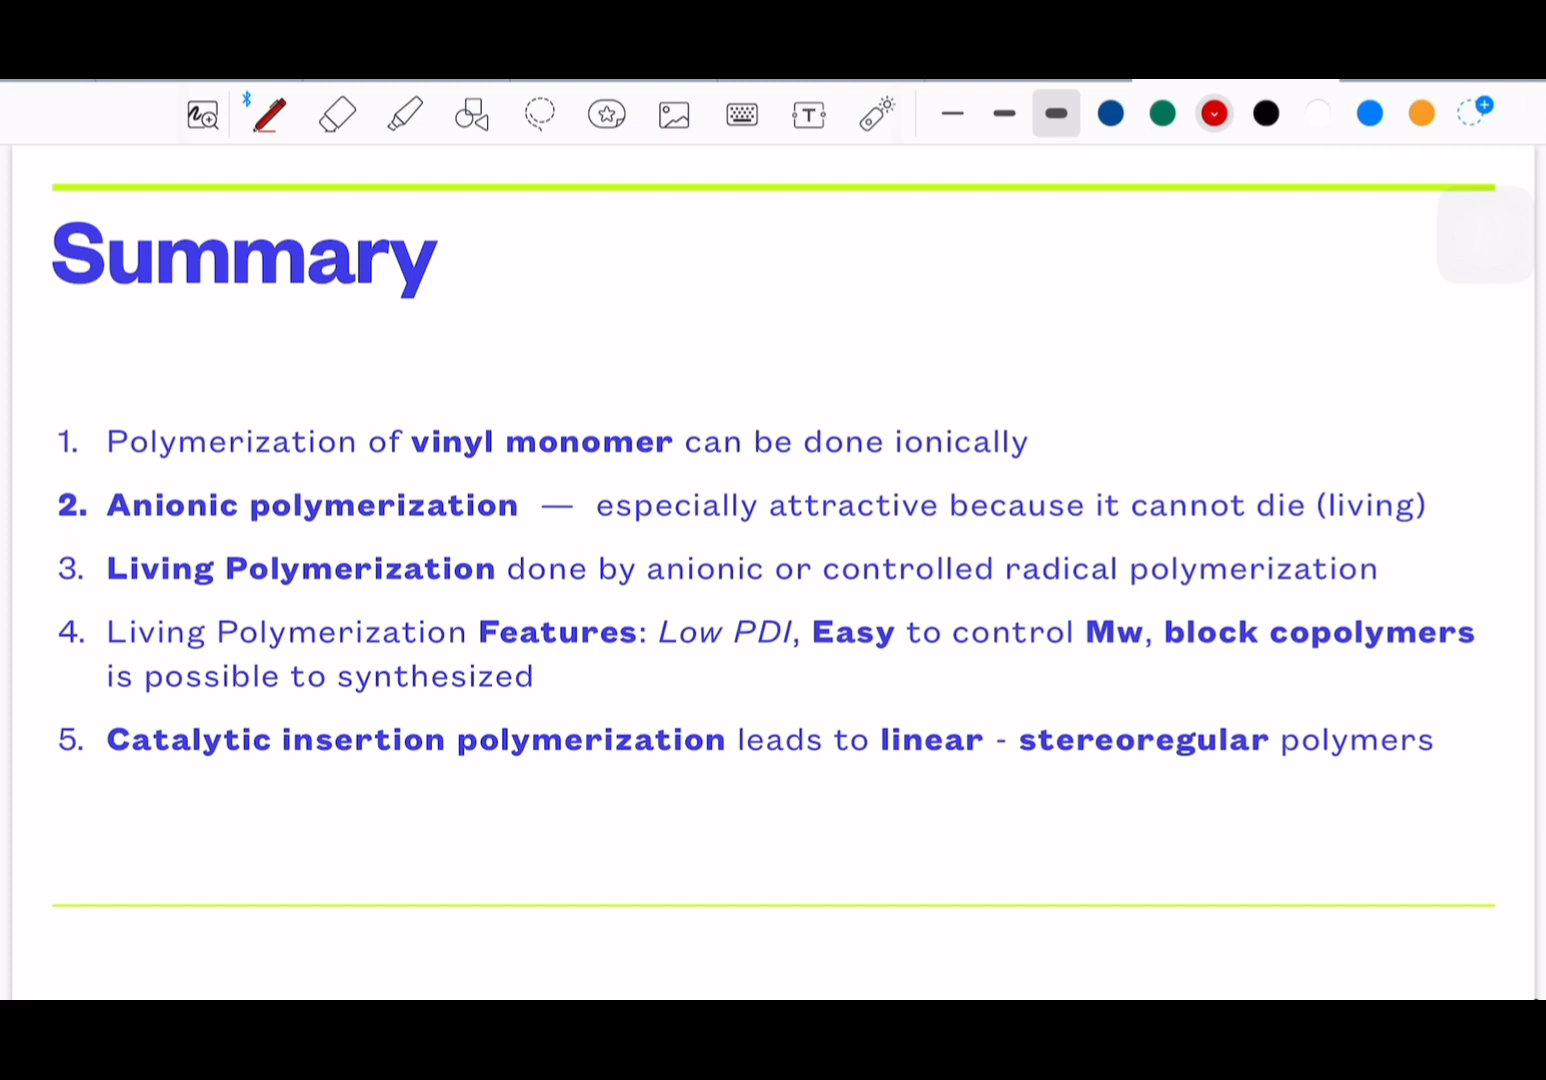 T
Summary
1. Polymerization of vinyl monomer can be done ionically
2. Anionic polymerization — especially attractive because it cannot die (living)
3. Living Polymerization done by anionic or controlled radical polymerization
4. Living Polymerization Features: Low PDI, Easy to control Mw, block copolymers
is possible to synthesized
5. Catalytic insertion polymerization leads to linear - stereoregular polymers